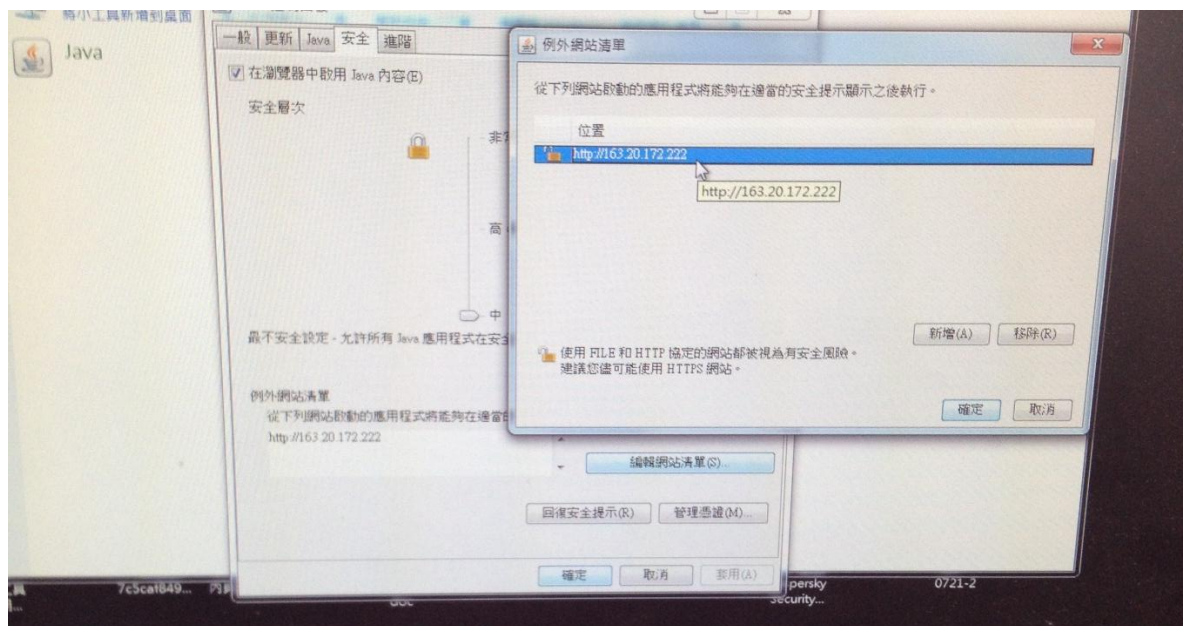 將小工具新增到桌面
Java
一般 更新 Java 安全 進階
在瀏覽器中啟用 Java 內容(E)
安全層次
非常
高
中
最不安全設定 - 允許所有 Java 應用程式在安全
例外網站清單
從下列網站啟動的應用程式將能夠在適當的
http://163.20.172.222
編輯網站清單(S)...
回復安全提示(R) 管理憑證(M)...
確定 取消 套用(A)
例外網站清單
從下列網站啟動的應用程式將能夠在適當的安全提示顯示之後執行。
位置
http://163.20.172.222
http://163.20.172.222
新增(A) 移除(R)
使用 FILE 和 HTTP 協定的網站都被視為有安全風險。
建議您儘可能使用 HTTPS 網站。
確定 取消
7c5caf849...
doc
persky
Security...
0721-2